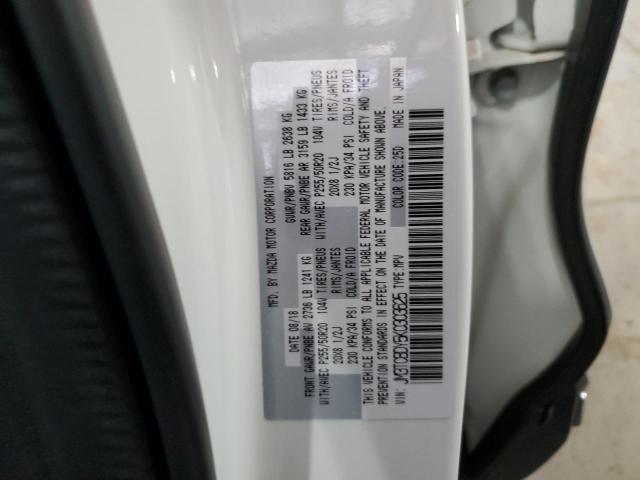 MFD. BY MAZDA MOTOR CORPORATION
DATE 08/18
GVWR/PNBV 5816 LB 2638 KG
FRONT GAWR/PNBE AV 2736 LB 1241 KG
REAR GAWR/PNBE AR 3159 LB 1433 KG
WITH/AVEC P255/50R20 104V TIRES/PNEUS
WITH/AVEC P255/50R20 104V TIRES/PNEUS
20X8 1/2J RIMS/JANTES
20X8 1/2J RIMS/JANTES
230 KPA/34 PSI COLD/A FROID
230 KPA/34 PSI COLD/A FROID
THIS VEHICLE CONFORMS TO ALL APPLICABLE FEDERAL MOTOR VEHICLE SAFETY AND THEFT
PREVENTION STANDARDS IN EFFECT ON THE DATE OF MANUFACTURE SHOWN ABOVE.
VIN: TYPE:MPV COLOR CODE:25D MADE IN JAPAN